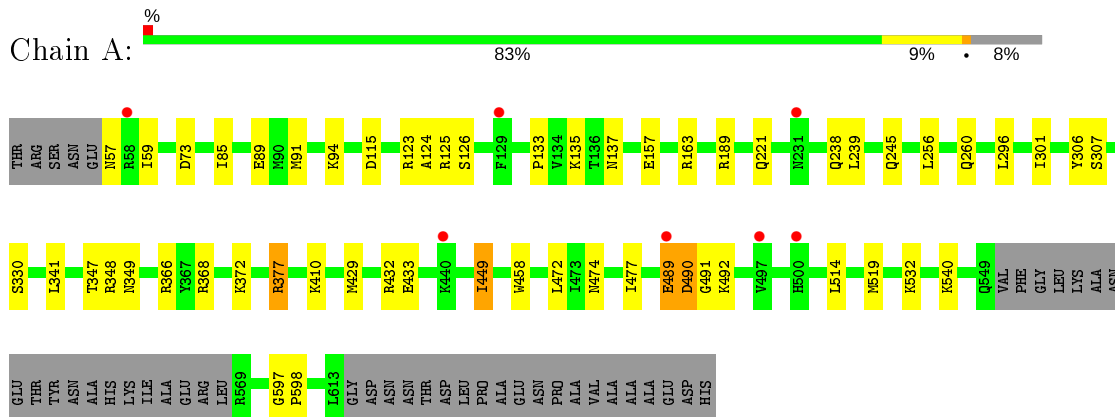 %
Chain A:
83% 9% • 8%
THR ARG SER ASN GLU N57 R58 I59 D73 I85 E89 M90 M91 K94 D115 R123 A124 R125 S126 F129 P133 V134 K135 T136 N137 E157 R163 R189 Q221 N231 Q238 L239 Q245 L256 Q260 L296 I301 Y306 S307
S330 L341 T347 R348 N349 R366 Y367 R368 K372 R377 K410 M429 R432 E433 K440 I449 W458 L472 I473 N474 I477 E489 D490 G491 K492 V497 H500 L514 M519 K532 K540 Q549 VAL PHE GLY LEU LYS ALA ASN
GLU THR TYR ASN ALA HIS LYS ILE ALA GLU ARG LEU R569 G597 P598 L613 GLY ASP ASN ASN THR ASP LEU PRO ALA GLU ASN PRO ALA VAL ALA ALA ALA GLU ASP HIS